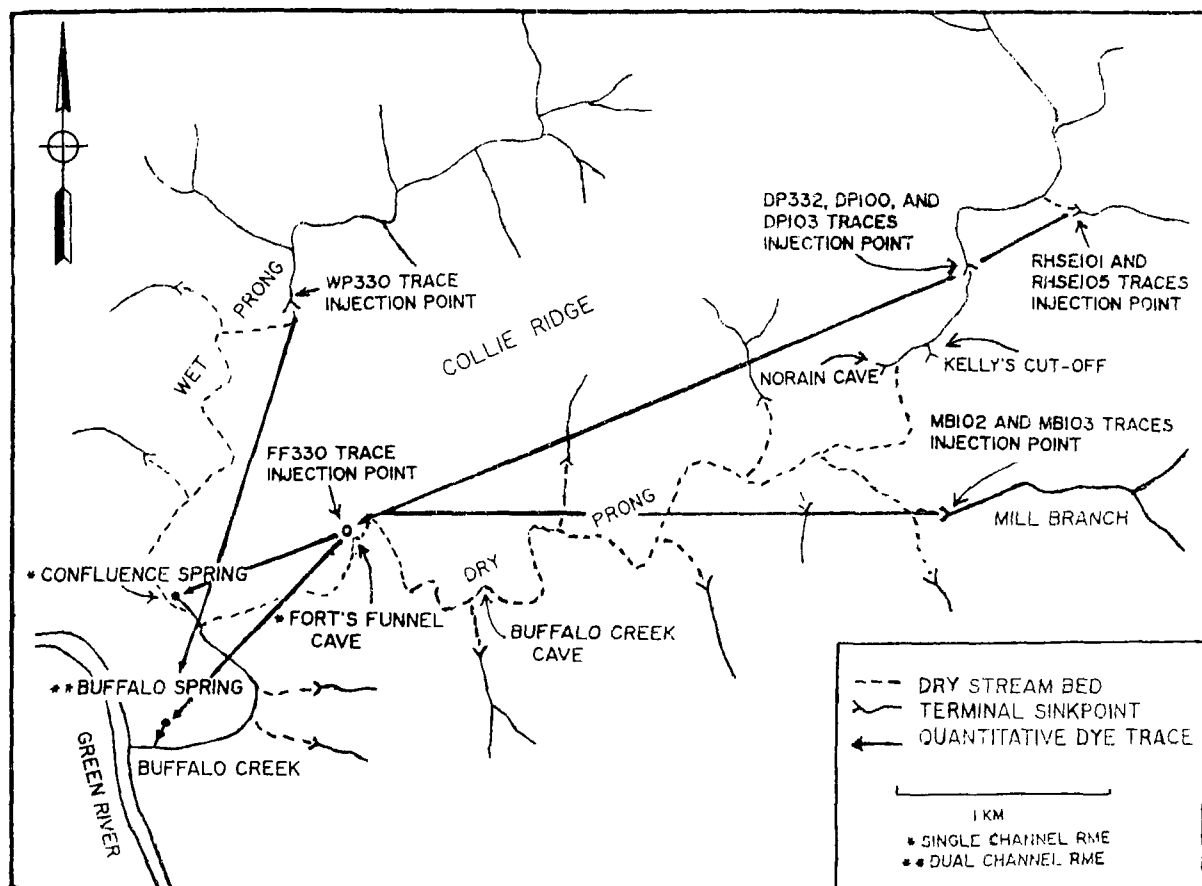 DP332, DP100, AND
DP103 TRACES
INJECTION POINT
RHSE101 AND
RHSE105 TRACES
INJECTION POINT
WP330 TRACE
INJECTION POINT
WET
PRONG
COLLIE RIDGE
NORAIN CAVE
KELLY'S CUT-OFF
MB102 AND MB103 TRACES
INJECTION POINT
FF330 TRACE
INJECTION POINT
DRY
PRONG
MILL BRANCH
*CONFLUENCE SPRING
*FORT'S FUNNEL
CAVE
BUFFALO CREEK
CAVE
**BUFFALO SPRING
GREEN RIVER
BUFFALO CREEK
DRY STREAM BED
TERMINAL SINKPOINT
QUANTITATIVE DYE TRACE
1 KM
* SINGLE CHANNEL RME
** DUAL CHANNEL RME